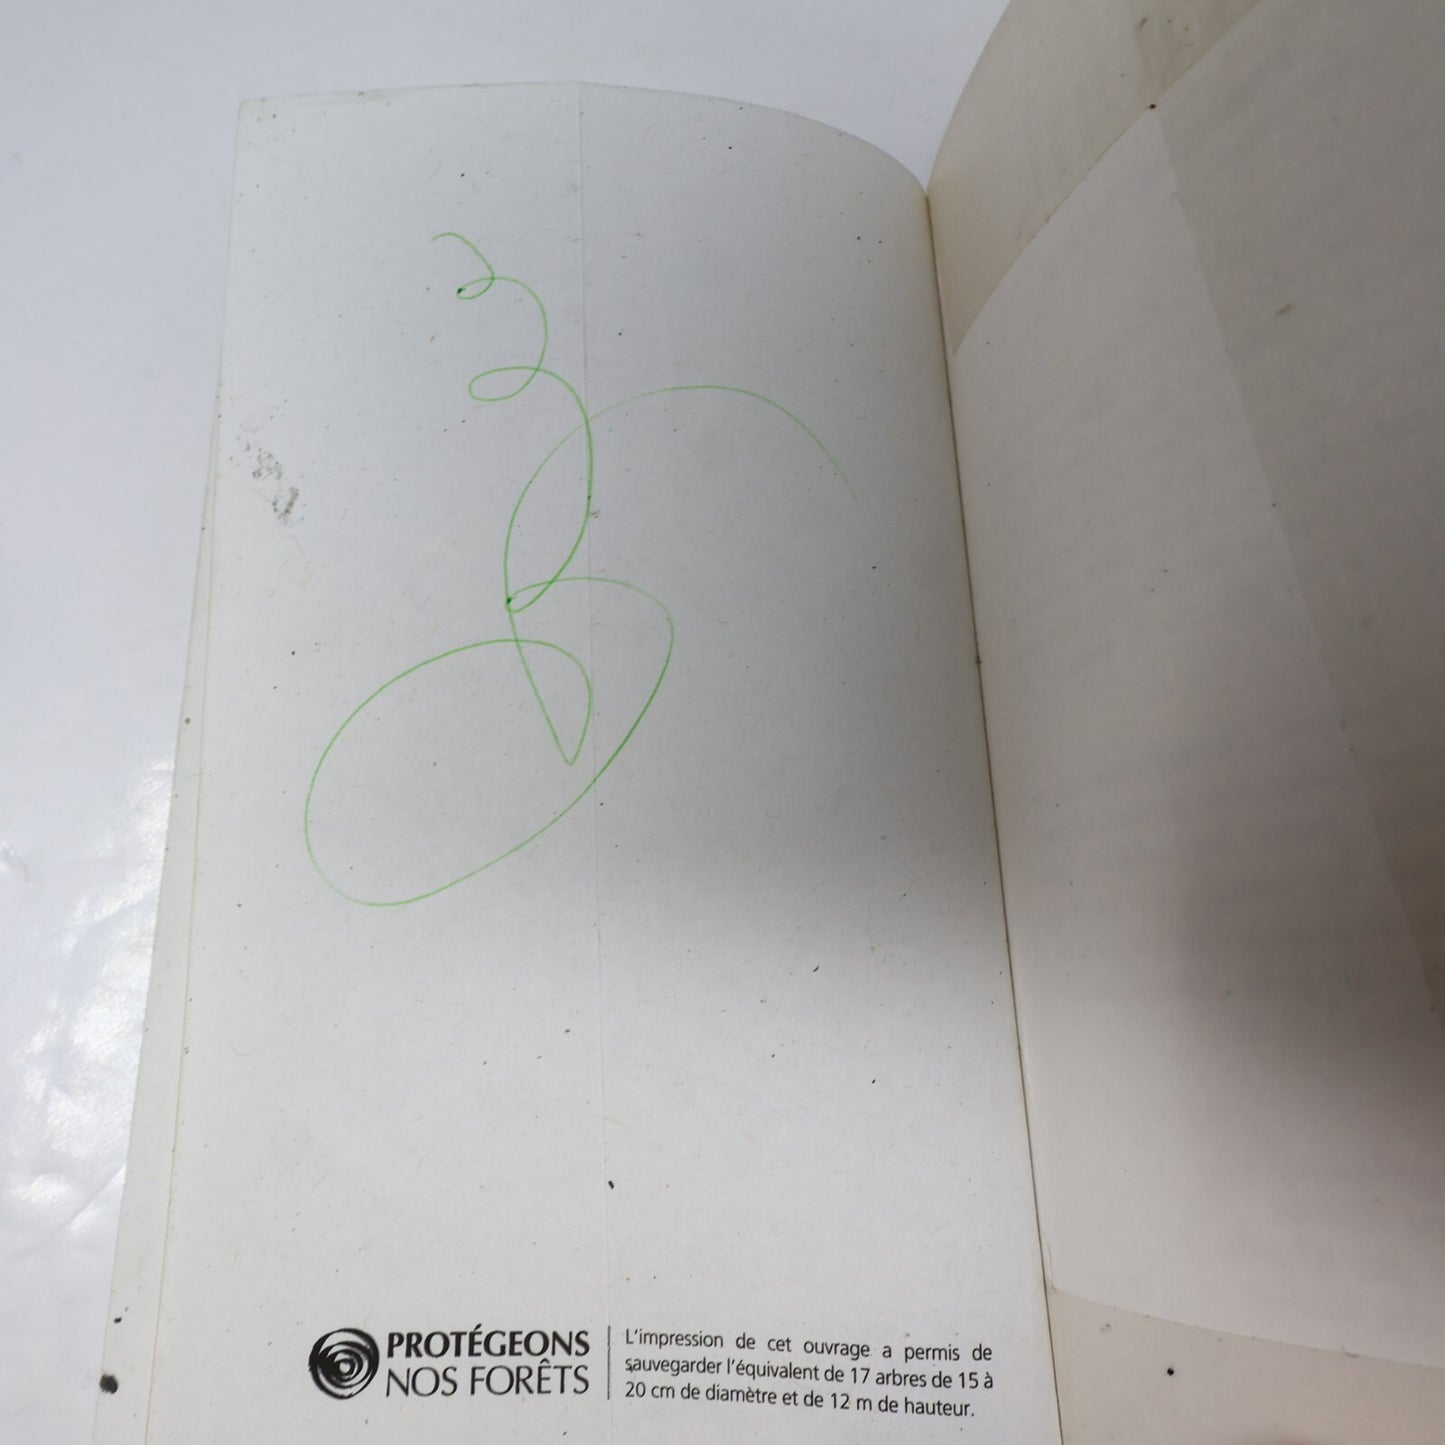 PROTÉGEONS
NOS FORÊTS
L'impression de cet ouvrage a permis de
sauvegarder l'équivalent de 17 arbres de 15 à
20 cm de diamètre et de 12 m de hauteur.